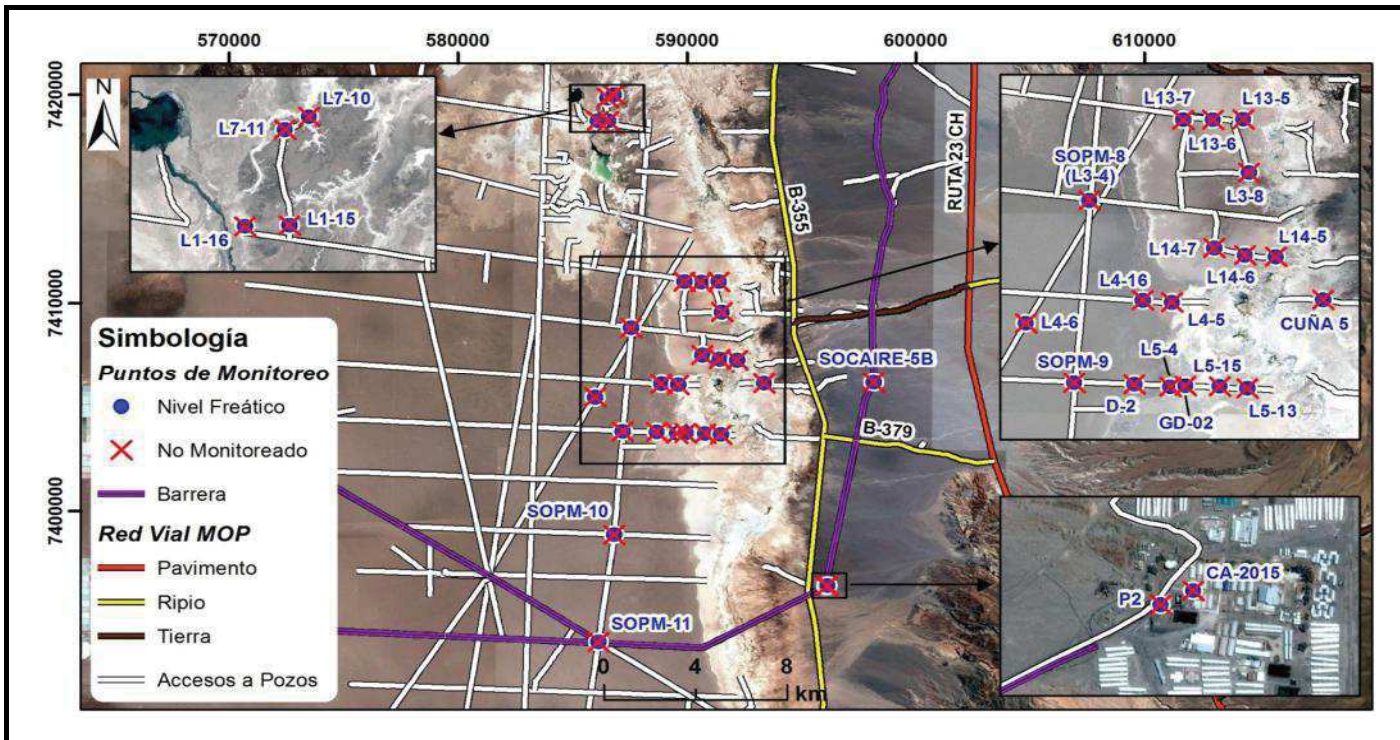 570000
580000
590000
600000
610000
7420000
7410000
7400000
N
L7-10
L7-11
L1-15
L1-16
L13-7
L13-5
L13-6
SOPM-8
(L3-4)
L3-8
L14-7
L14-5
L14-6
L4-16
L4-5
CUÑA 5
L4-6
L5-4
L5-15
SOPM-9
D-2
GD-02
L5-13
B-355
RUTA 23 CH
SOCAIRE-5B
B-379
SOPM-10
SOPM-11
CA-2015
P2
0 4 8
km
Simbología
Puntos de Monitoreo
Nivel Freático
No Monitoreado
Barrera
Red Vial MOP
Pavimento
Ripio
Tierra
Accesos a Pozos